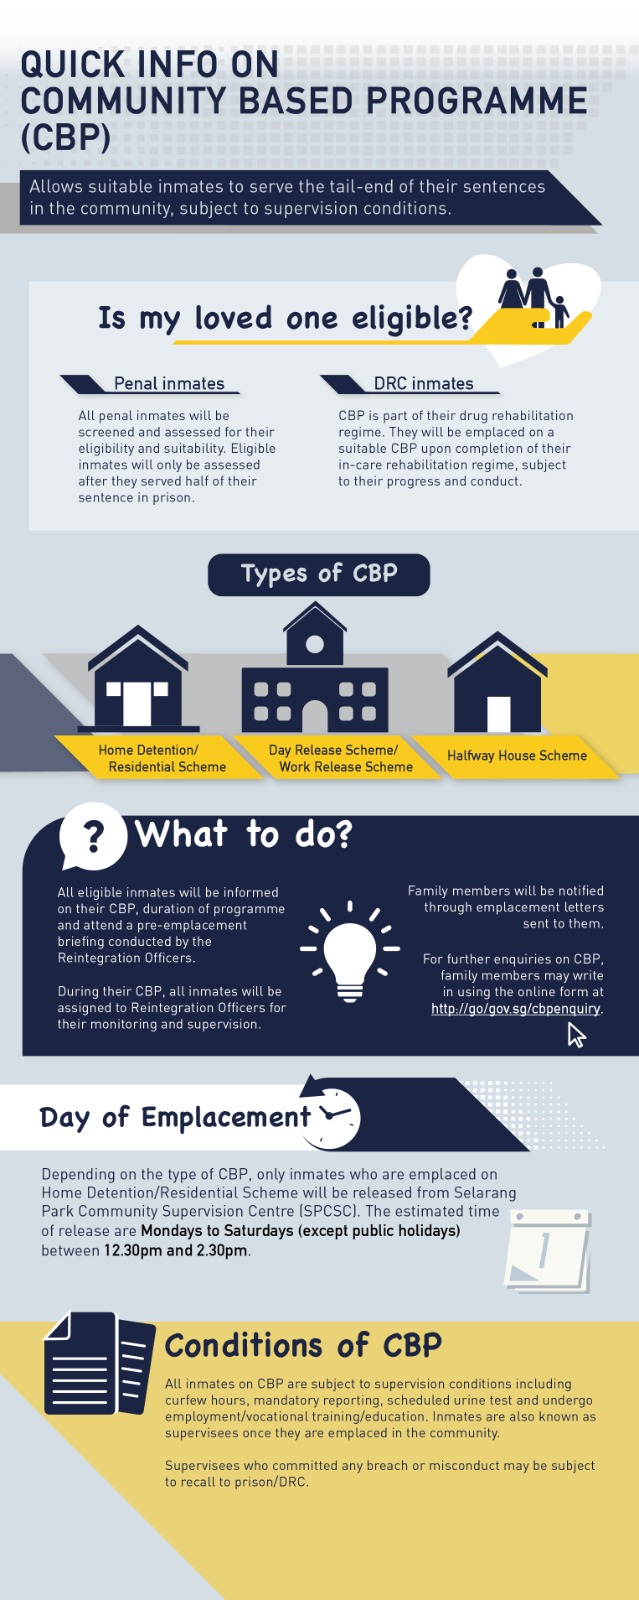 QUICK INFO ON
COMMUNITY BASED PROGRAMME
(CBP)
Allows suitable inmates to serve the tail-end of their sentences
in the community, subject to supervision conditions.
Is my loved one eligible?
Penal inmates
All penal inmates will be
screened and assessed for their
eligibility and suitability. Eligible
inmates will only be assessed
after they served half of their
sentence in prison.
DRC inmates
CBP is part of their drug rehabilitation
regime. They will be emplaced on a
suitable CBP upon completion of their
in-care rehabilitation regime, subject
to their progress and conduct.
Types of CBP
Home Detention/
Residential Scheme
Day Release Scheme/
Work Release Scheme
Halfway House Scheme
? What to do?
All eligible inmates will be informed
on their CBP, duration of programme
and attend a pre-emplacement
briefing conducted by the
Reintegration Officers.
During their CBP, all inmates will be
assigned to Reintegration Officers for
their monitoring and supervision.
Family members will be notified
through emplacement letters
sent to them.
For further enquiries on CBP,
family members may write
in using the online form at
http://go/gov.sg/cbpenquiry.
Day of Emplacement
Depending on the type of CBP, only inmates who are emplaced on
Home Detention/Residential Scheme will be released from Selarang
Park Community Supervision Centre (SPCSC). The estimated time
of release are Mondays to Saturdays (except public holidays)
between 12.30pm and 2.30pm.
1
Conditions of CBP
All inmates on CBP are subject to supervision conditions including
curfew hours, mandatory reporting, scheduled urine test and undergo
employment/vocational training/education. Inmates are also known as
supervisees once they are emplaced in the community.
Supervisees who committed any breach or misconduct may be subject
to recall to prison/DRC.